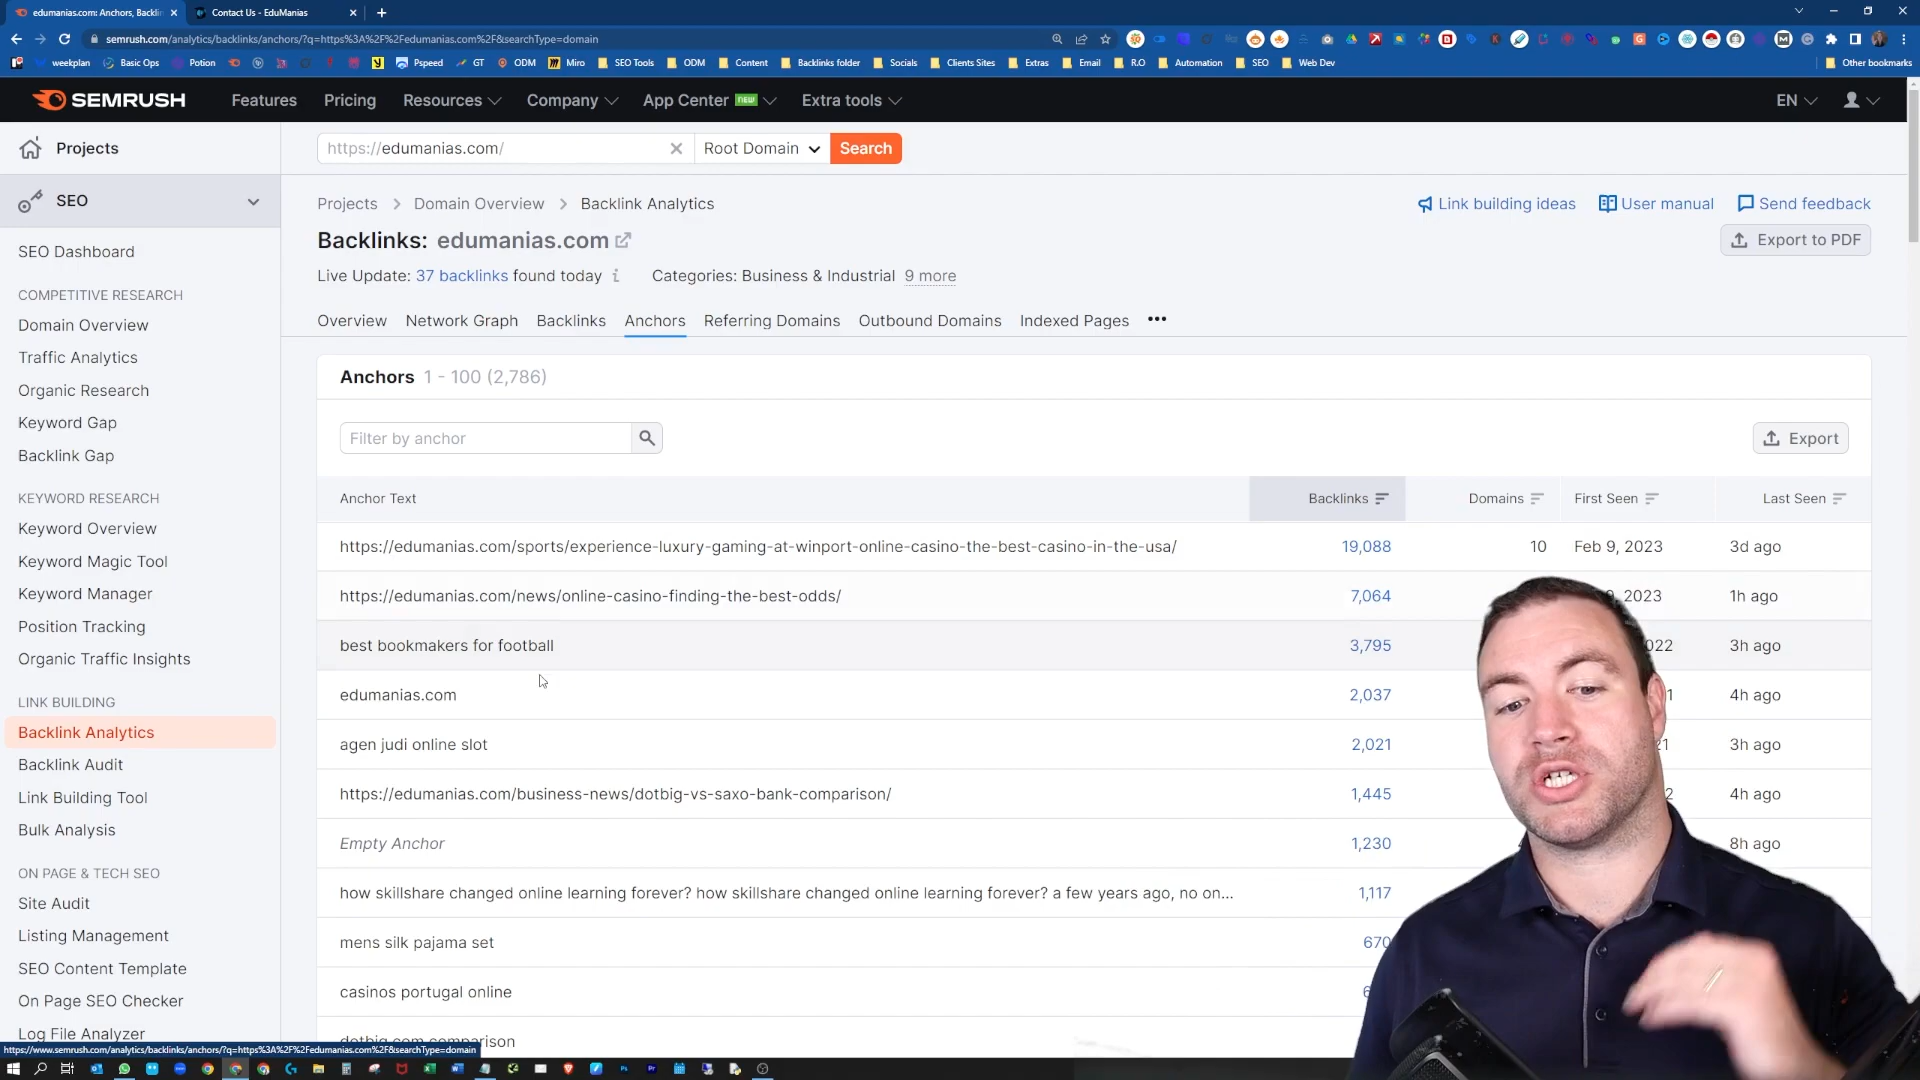 edumanias.com: Anchors, Backlin
Contact Us - EduManias
semrush.com/analytics/backlinks/anchors/?q=https%3A%2F%2Fedumanias.com%2F&searchType=domain
weekplan
Basic Ops
Potion
Pspeed
GT
ODM
Miro
SEO Tools
ODM
Content
Backlinks folder
Socials
Clients Sites
Extras
Email
R.O
Automation
SEO
Web Dev
Other bookmarks
SEMRUSH
Features
Pricing
Resources
Company
App Center NEW
Extra tools
EN
Projects
SEO
SEO Dashboard
COMPETITIVE RESEARCH
Domain Overview
Traffic Analytics
Organic Research
Keyword Gap
Backlink Gap
KEYWORD RESEARCH
Keyword Overview
Keyword Magic Tool
Keyword Manager
Position Tracking
Organic Traffic Insights
LINK BUILDING
Backlink Analytics
Backlink Audit
Link Building Tool
Bulk Analysis
ON PAGE & TECH SEO
Site Audit
Listing Management
SEO Content Template
On Page SEO Checker
Log File Analyzer
https://edumanias.com/
Root Domain
Search
Projects > Domain Overview > Backlink Analytics
Link building ideas
User manual
Send feedback
Backlinks: edumanias.com
Export to PDF
Live Update: 37 backlinks found today i
Categories: Business & Industrial 9 more
Overview
Network Graph
Backlinks
Anchors
Referring Domains
Outbound Domains
Indexed Pages
Anchors 1 - 100 (2,786)
Filter by anchor
Export
Anchor Text Backlinks Domains First Seen Last Seen
https://edumanias.com/sports/experience-luxury-gaming-at-winport-online-casino-the-best-casino-in-the-usa/ 19,088 10 Feb 9, 2023 3d ago
https://edumanias.com/news/online-casino-finding-the-best-odds/ 7,064 2023 1h ago
best bookmakers for football 3,795 022 3h ago
edumanias.com 2,037 1 4h ago
agen judi online slot 2,021 21 3h ago
https://edumanias.com/business-news/dotbig-vs-saxo-bank-comparison/ 1,445 2 4h ago
Empty Anchor 1,230 8h ago
how skillshare changed online learning forever? how skillshare changed online learning forever? a few years ago, no on... 1,117
mens silk pajama set 670
casinos portugal online 6
dotbig com comparison
https://www.semrush.com/analytics/backlinks/anchors/?q=https%3A%2F%2Fedumanias.com%2F&searchType=domain